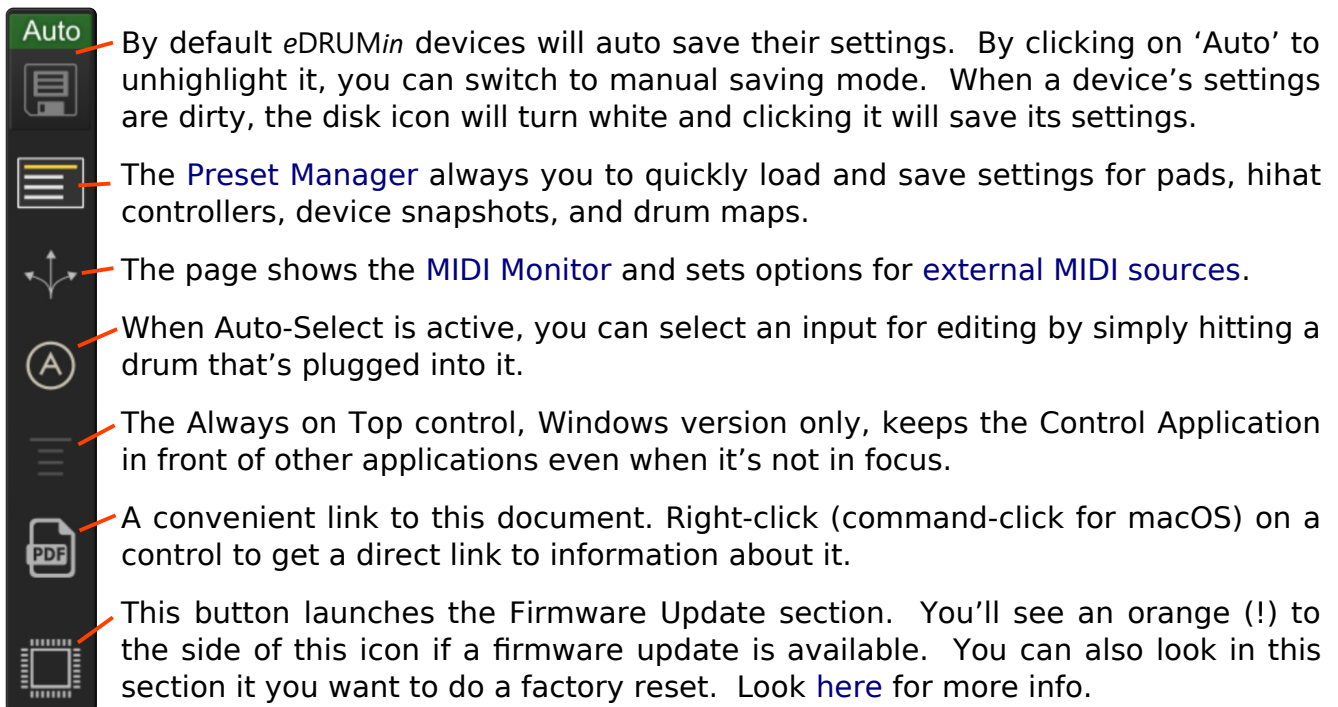 Auto
By default eDRUMin devices will auto save their settings. By clicking on ‘Auto’ to
unhighlight it, you can switch to manual saving mode. When a device’s settings
are dirty, the disk icon will turn white and clicking it will save its settings.
The Preset Manager always you to quickly load and save settings for pads, hihat
controllers, device snapshots, and drum maps.
The page shows the MIDI Monitor and sets options for external MIDI sources.
When Auto-Select is active, you can select an input for editing by simply hitting a
A
drum that’s plugged into it.
The Always on Top control, Windows version only, keeps the Control Application
in front of other applications even when it’s not in focus.
A convenient link to this document. Right-click (command-click for macOS) on a
PDF
control to get a direct link to information about it.
This button launches the Firmware Update section. You’ll see an orange (!) to
the side of this icon if a firmware update is available. You can also look in this
section it you want to do a factory reset. Look here for more info.